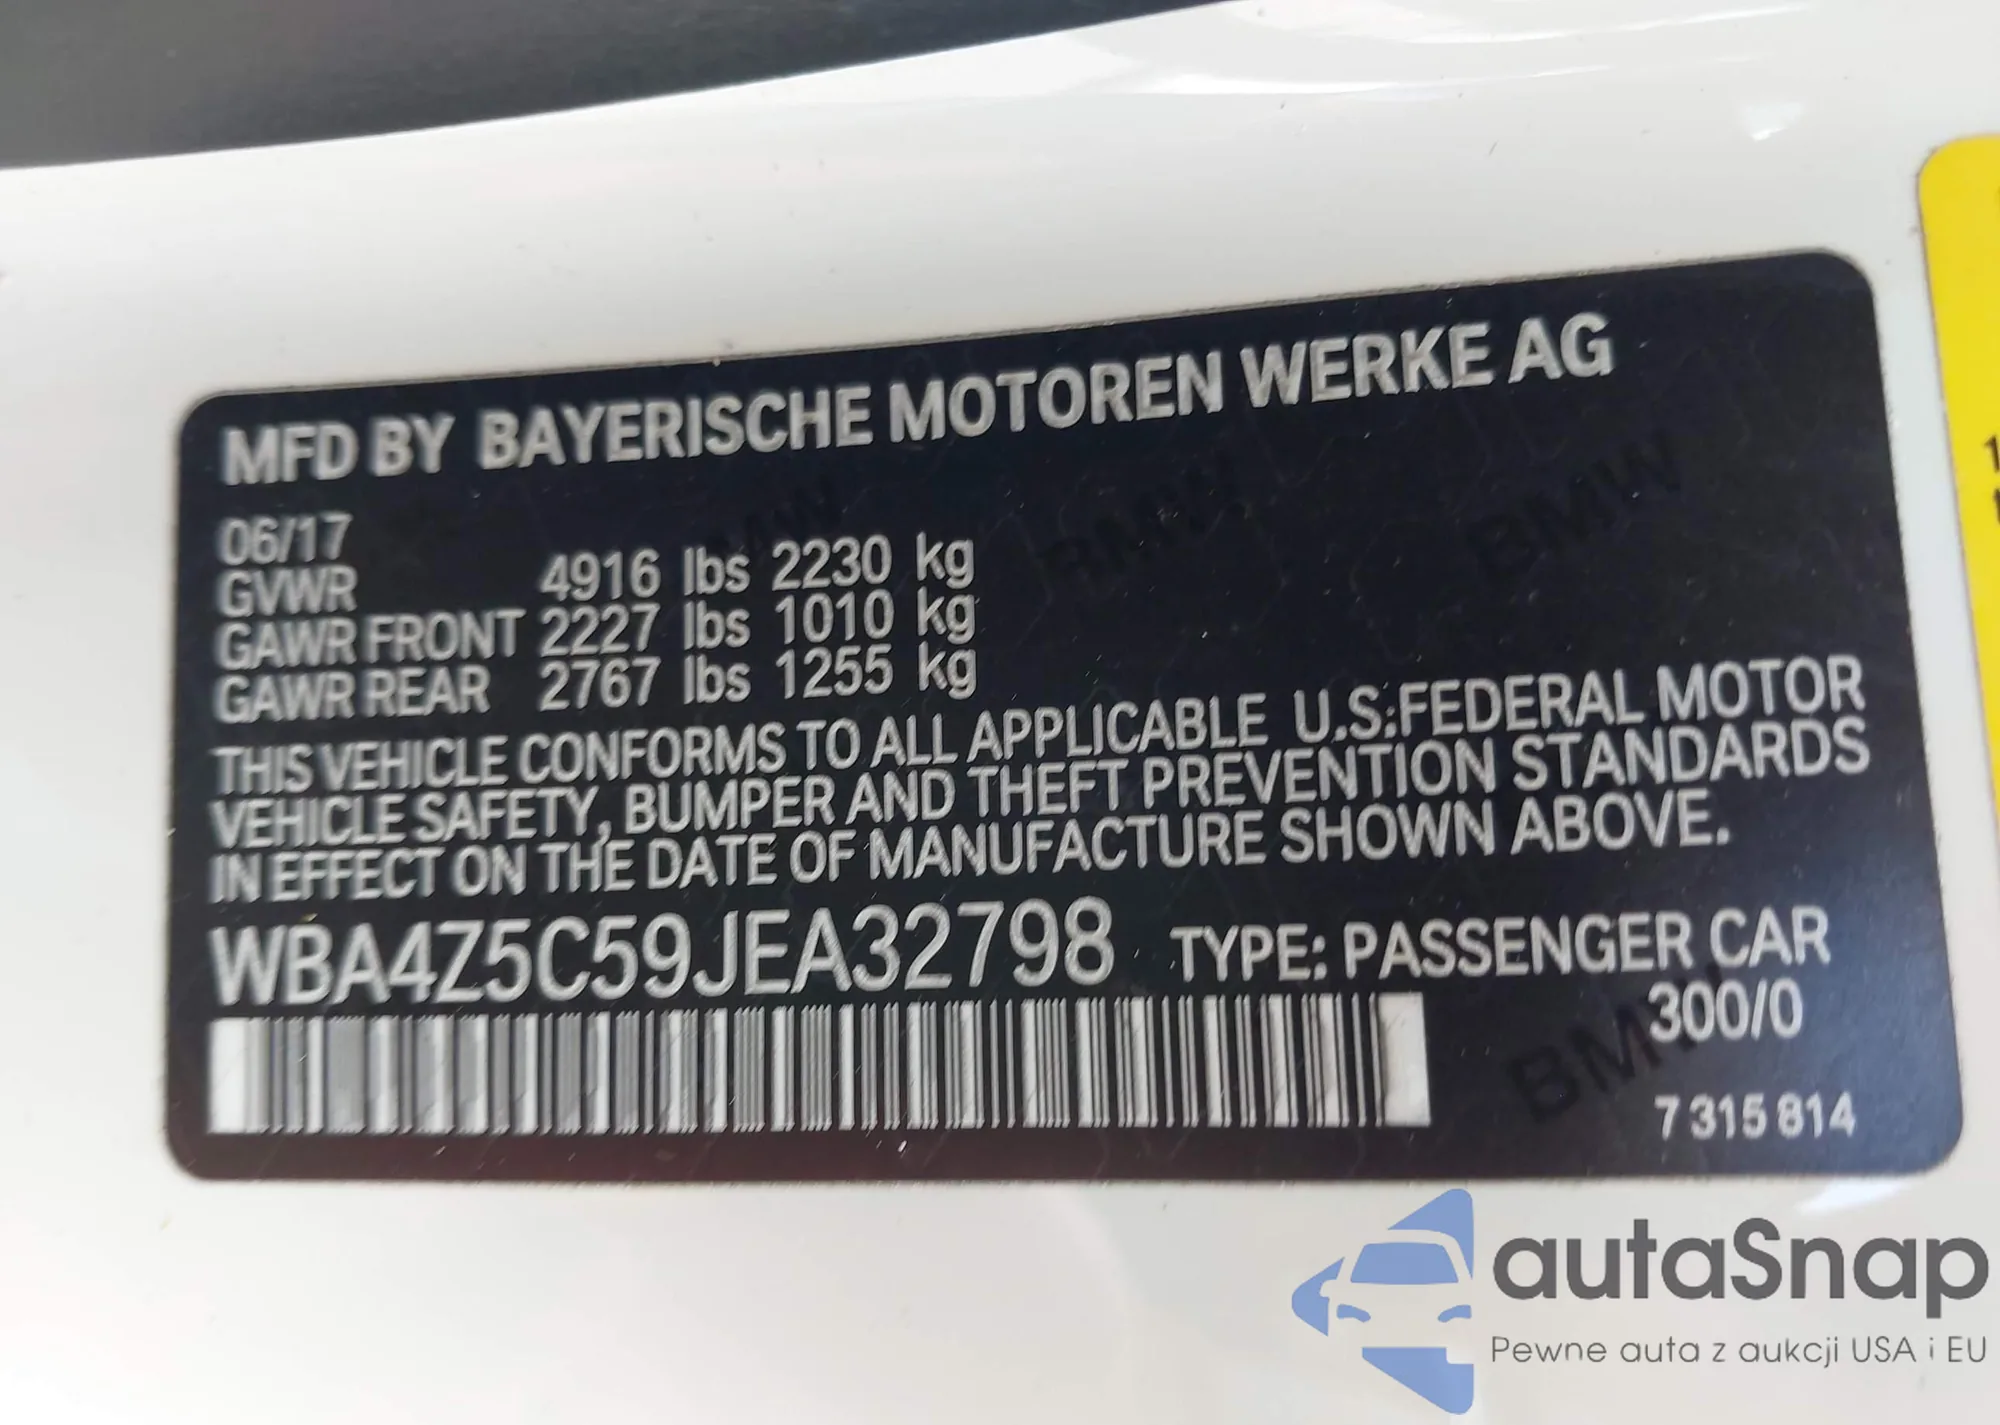 MFD BY BAYERISCHE MOTOREN WERKE AG
06/17
GVWR 4916 lbs 2230 kg
GAWR FRONT 2227 lbs 1010 kg
GAWR REAR 2767 lbs 1255 kg
THIS VEHICLE CONFORMS TO ALL APPLICABLE U.S.FEDERAL MOTOR
VEHICLE SAFETY, BUMPER AND THEFT PREVENTION STANDARDS
IN EFFECT ON THE DATE OF MANUFACTURE SHOWN ABOVE.
WBA4Z5C59JEA32798 TYPE: PASSENGER CAR
300/0
7 315 814
BMW
BMW
BMW
autaSnap
Pewne auta z aukcji USA i EU